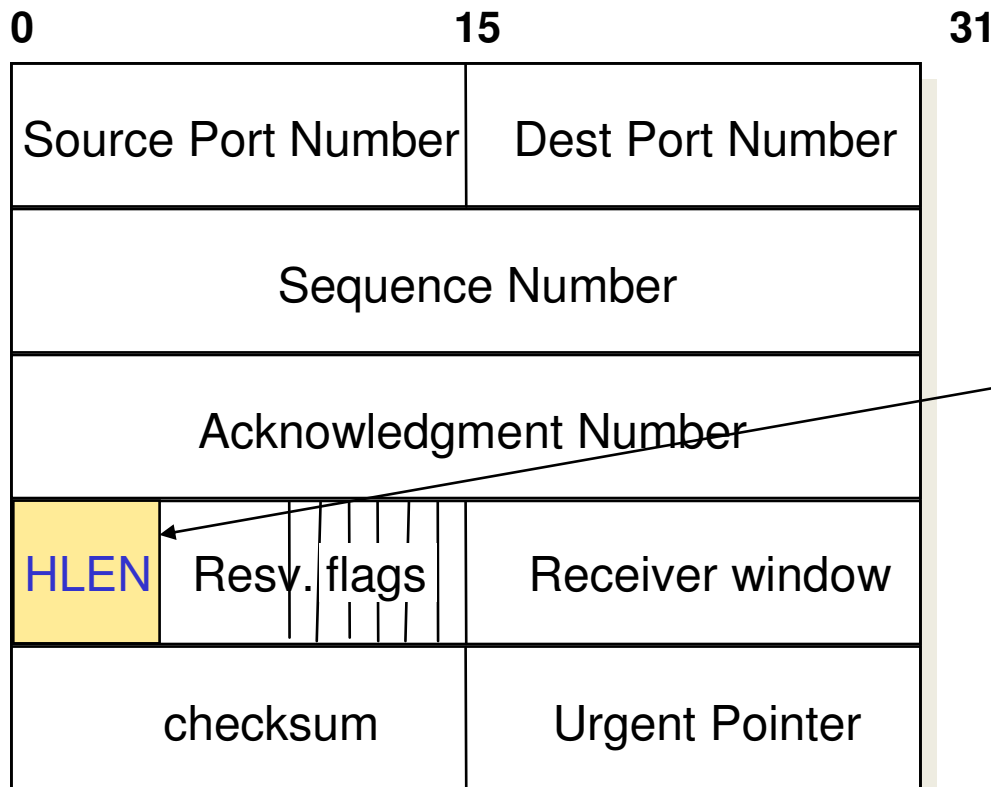 0 15 31
Source Port Number Dest Port Number
Sequence Number
Acknowledgment Number
HLEN Resv. flags Receiver window
checksum Urgent Pointer